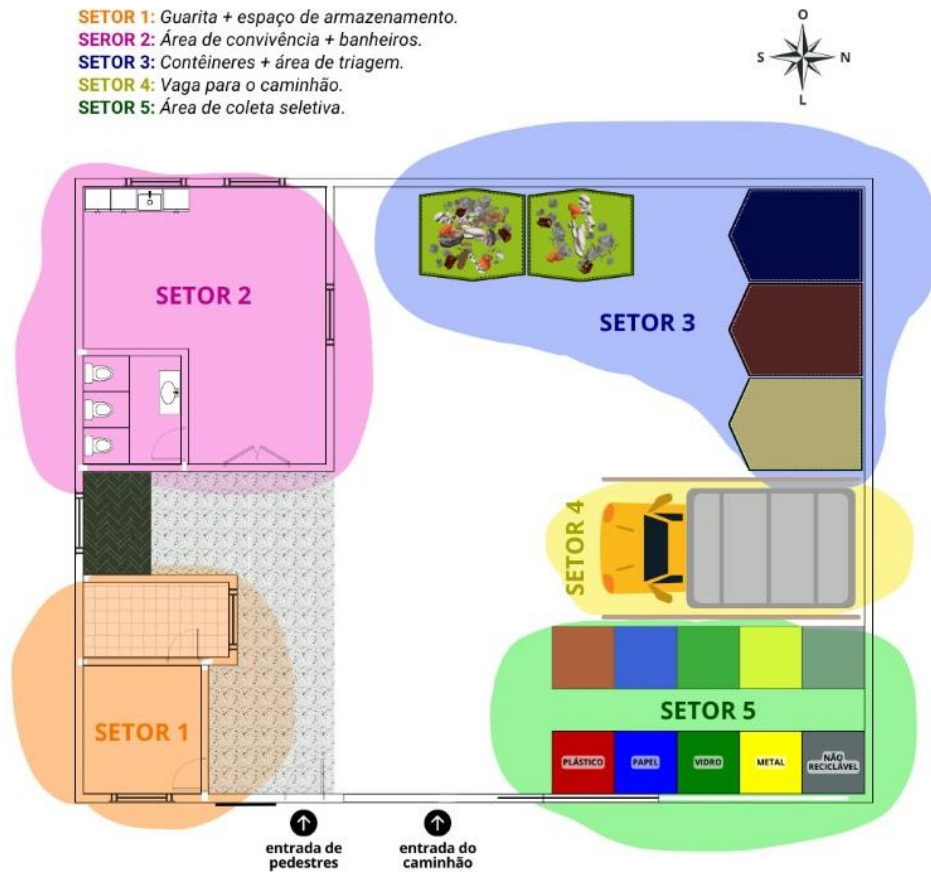 SETOR 1: Guarita + espaço de armazenamento.
SEROR 2: Área de convivência + banheiros.
SETOR 3: Contêineres + área de triagem.
SETOR 4: Vaga para o caminhão.
SETOR 5: Área de coleta seletiva.
O
S N
L
SETOR 2
SETOR 3
SETOR 4
SETOR 1
SETOR 5
PLÁSTICO PAPEL VIDRO METAL NÃO RECICLÁVEL
entrada de
pedestres
entrada do
caminhão